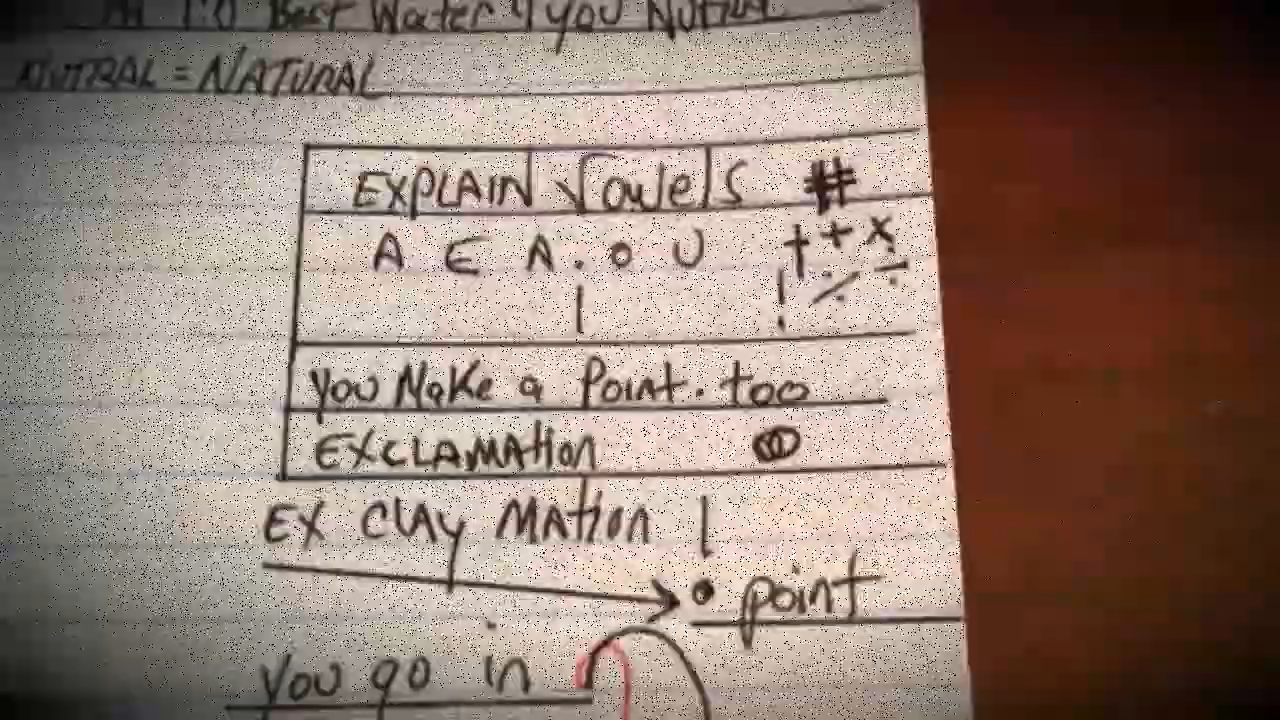 Best Water 4 you Nutral
NUTRAL = NATURAL
EXPLAIN Vowels #
A E A . O U + + x
| ! ÷ ÷
you Make a Point. too
EXCLAMAtion
EX ClAy MAtion !
• point
you go in